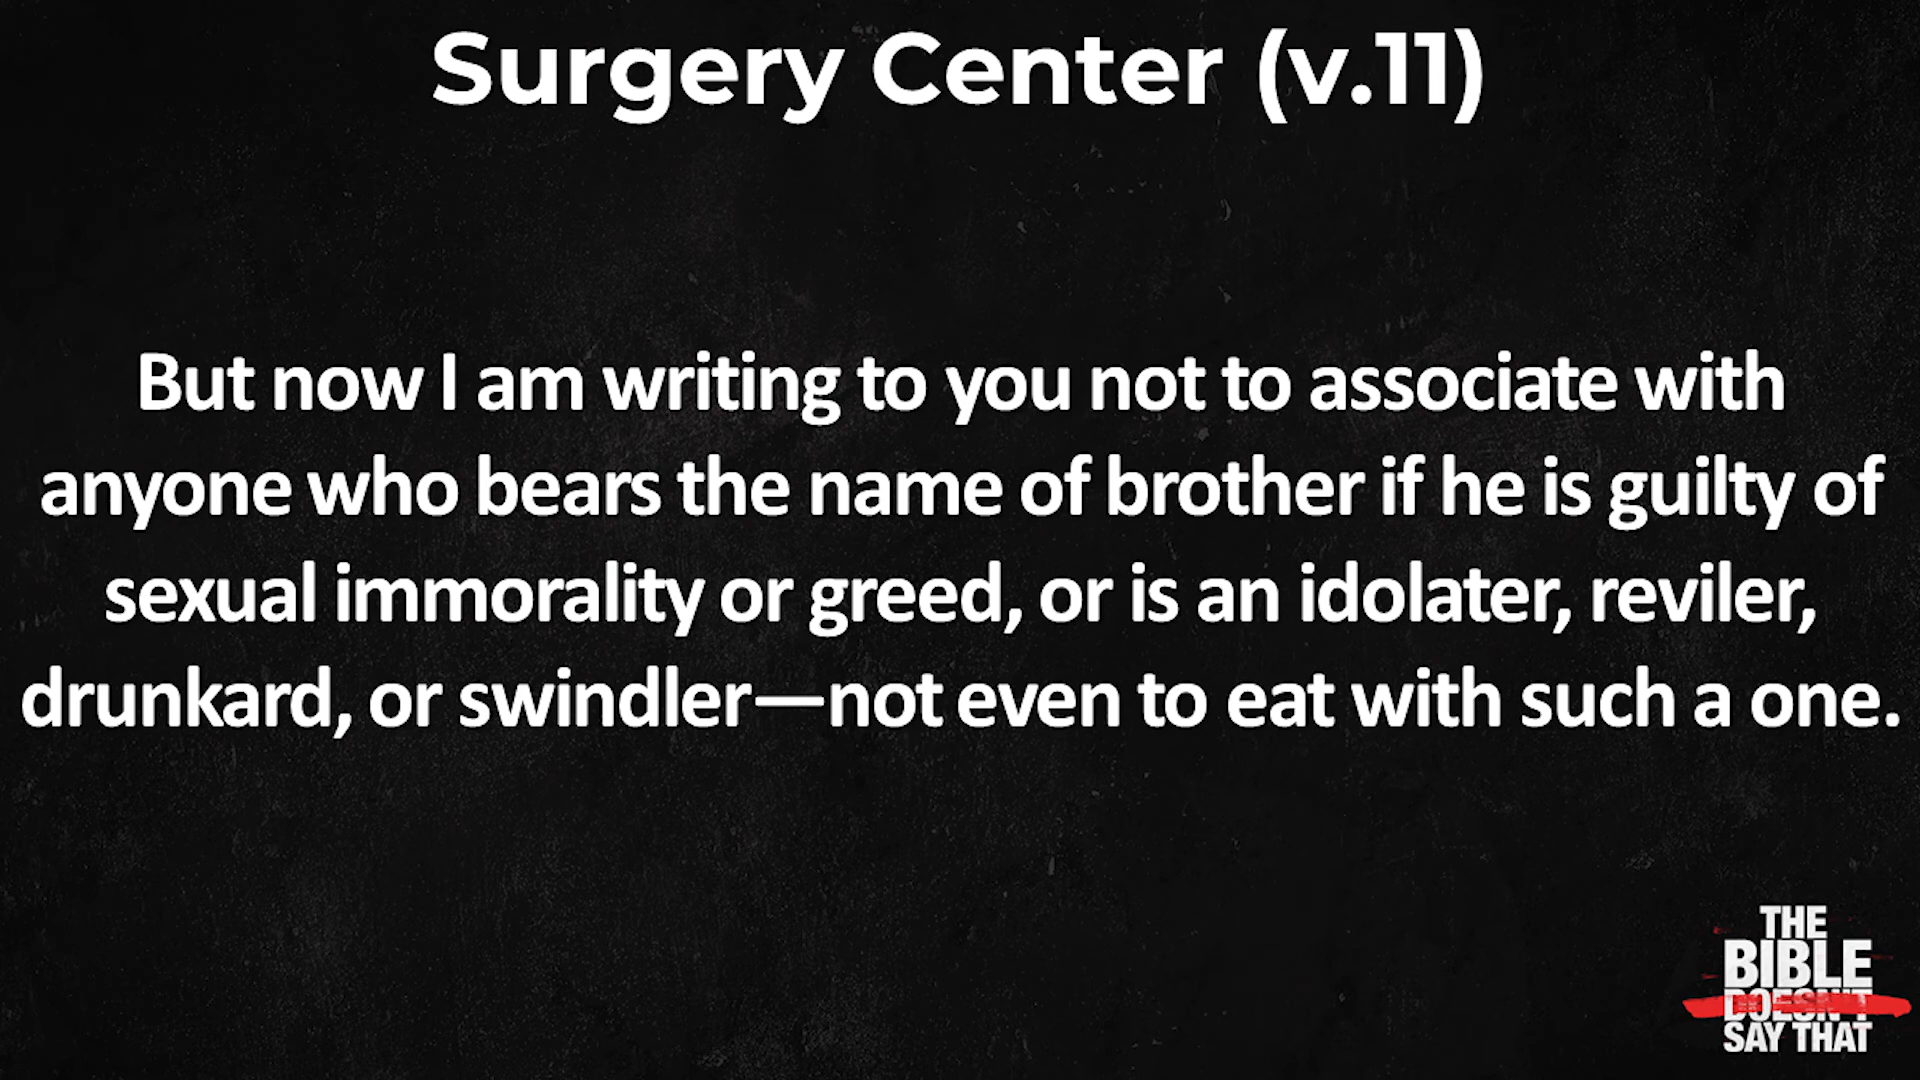 Surgery Center (v.11)
But now I am writing to you not to associate with
anyone who bears the name of brother if he is guilty of
sexual immorality or greed, or is an idolater, reviler,
drunkard, or swindler—not even to eat with such a one.
THE
BIBLE
DOESN'T
SAY THAT